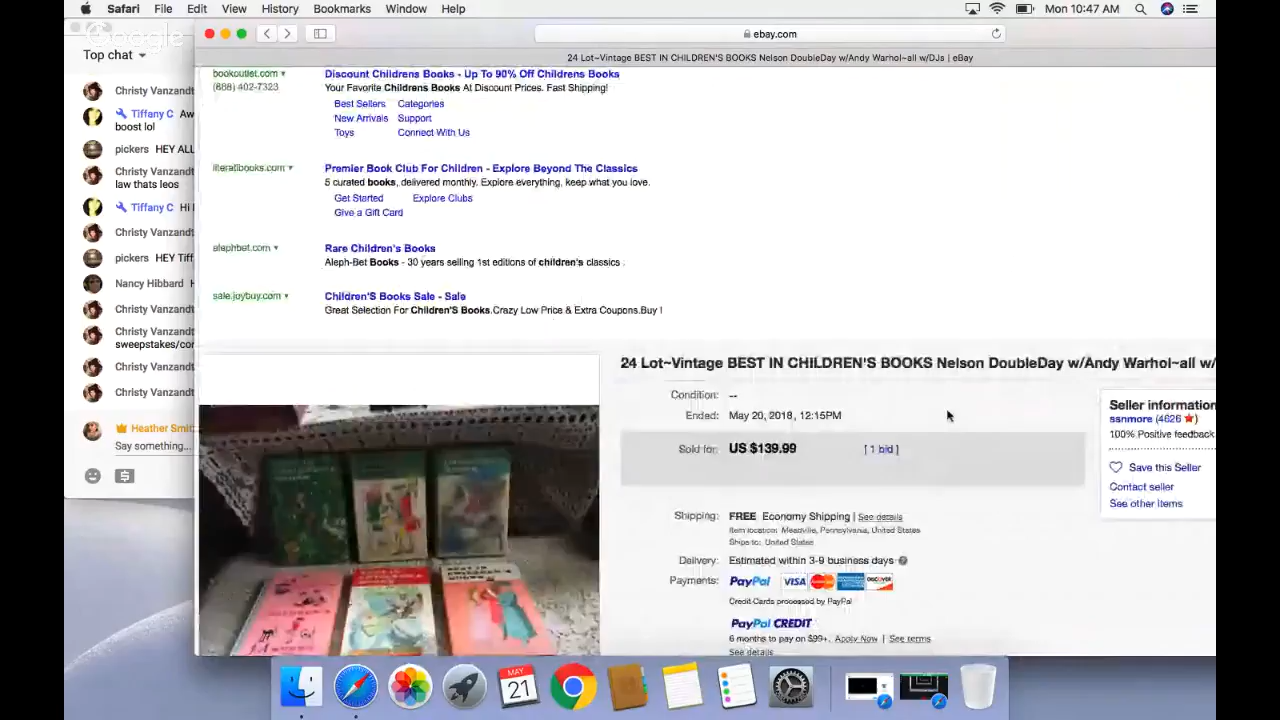 Safari File Edit View History Bookmarks Window Help
Mon 10:47 AM
Google
ebay.com
Top chat
24 Lot~Vintage BEST IN CHILDREN'S BOOKS Nelson DoubleDay w/Andy Warhol~all w/DJs | eBay
Christy Vanzandt
Tiffany C Aw
boost lol
pickers HEY ALL
Christy Vanzandt
law thats leos
Tiffany C Hi
Christy Vanzandt
pickers HEY Tiff
Nancy Hibbard
Christy Vanzandt
Christy Vanzandt
sweepstakes/con
Christy Vanzandt
Christy Vanzandt
Heather Smit
Say something...
bookoutlet.com
(888) 402-7323
Discount Childrens Books - Up To 90% Off Childrens Books
Your Favorite Childrens Books At Discount Prices. Fast Shipping!
Best Sellers Categories
New Arrivals Support
Toys Connect With Us
literatibooks.com
Premier Book Club For Children - Explore Beyond The Classics
5 curated books, delivered monthly. Explore everything, keep what you love.
Get Started Explore Clubs
Give a Gift Card
alephbet.com
Rare Children's Books
Aleph-Bet Books - 30 years selling 1st editions of children's classics .
sale.joybuy.com
Children'S Books Sale - Sale
Great Selection For Children'S Books.Crazy Low Price & Extra Coupons.Buy !
24 Lot~Vintage BEST IN CHILDREN'S BOOKS Nelson DoubleDay w/Andy Warhol~all w/
Condition: --
Ended: May 20, 2018, 12:15PM
Sold for: US $139.99 [ 1 bid ]
Shipping: FREE Economy Shipping | See details
Item location: Meadville, Pennsylvania, United States
Ships to: United States
Delivery: Estimated within 3-9 business days
Payments: PayPal VISA DISCOVER
Credit Cards processed by PayPal
PayPal CREDIT
6 months to pay on $99+. Apply Now | See terms
See details
Seller information
sanmore (4626)
100% Positive feedback
Save this Seller
Contact seller
See other items
MAY
21